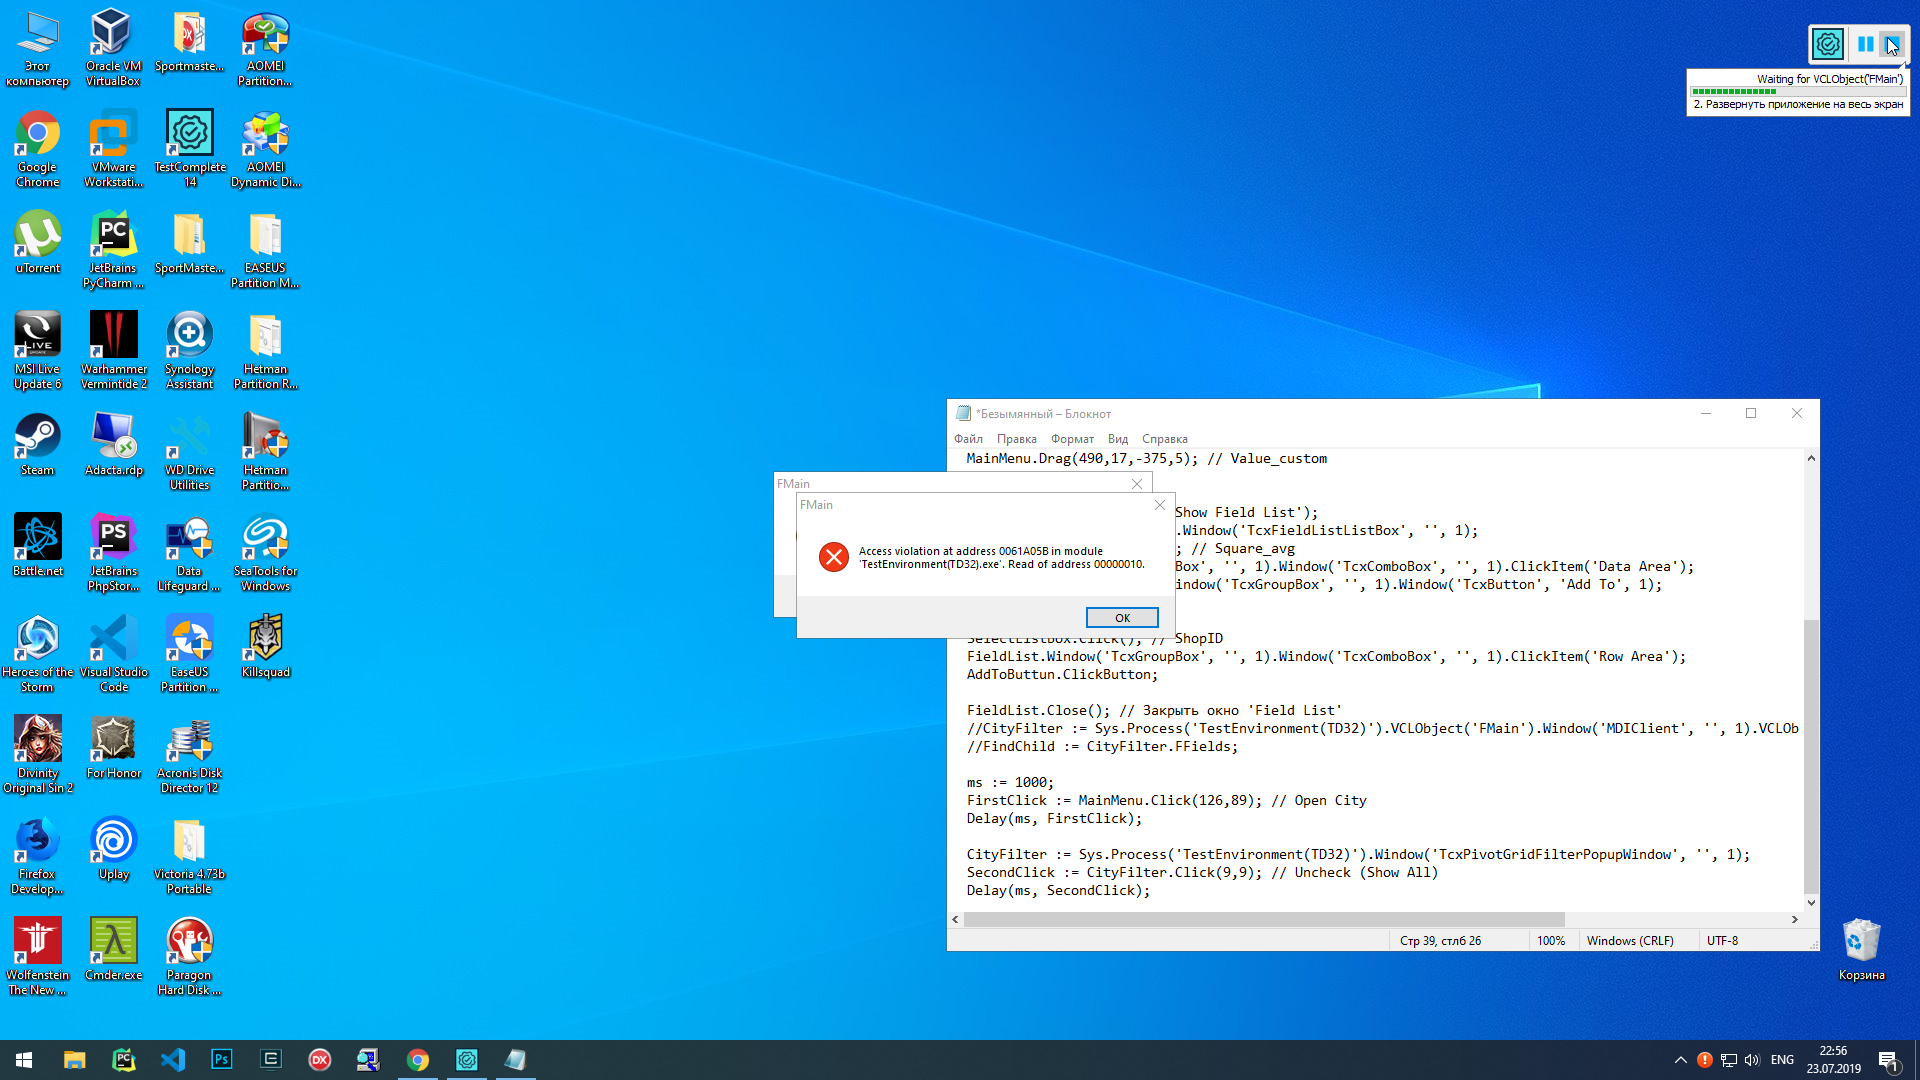 Этот
компьютер
Oracle VM
VirtualBox
Sportmaste...
AOMEI
Partition...
Google
Chrome
VMware
Workstati...
TestComplete
14
AOMEI
Dynamic Di...
uTorrent
JetBrains
PyCharm ...
SportMaste...
EASEUS
Partition M...
MSI Live
Update 6
Warhammer
Vermintide 2
Synology
Assistant
Hetman
Partition R...
Steam
Adacta.rdp
WD Drive
Utilities
Hetman
Partitio...
Battle.net
JetBrains
PhpStor...
Data
Lifeguard ...
SeaTools for
Windows
Heroes of the
Storm
Visual Studio
Code
EaseUS
Partition ...
Killsquad
Divinity
Original Sin 2
For Honor
Acronis Disk
Director 12
Firefox
Develop...
Uplay
Victoria 4.73b
Portable
Wolfenstein
The New ...
Cmder.exe
Paragon
Hard Disk ...
Waiting for VCLObject('FMain')
2. Развернуть приложение на весь экран
*Безымянный – Блокнот
Файл Правка Формат Вид Справка
MainMenu.Drag(490,17,-375,5); // Value_custom
Show Field List');
.Window('TcxFieldListListBox', '', 1);
; // Square_avg
Box', '', 1).Window('TcxComboBox', '', 1).ClickItem('Data Area');
indow('TcxGroupBox', '', 1).Window('TcxButton', 'Add To', 1);
SelectListBox.Click(); // ShopID
FieldList.Window('TcxGroupBox', '', 1).Window('TcxComboBox', '', 1).ClickItem('Row Area');
AddToButtun.ClickButton;
FieldList.Close(); // Закрыть окно 'Field List'
//CityFilter := Sys.Process('TestEnvironment(TD32)').VCLObject('FMain').Window('MDIClient', '', 1).VCLOb
//FindChild := CityFilter.FFields;
ms := 1000;
FirstClick := MainMenu.Click(126,89); // Open City
Delay(ms, FirstClick);
CityFilter := Sys.Process('TestEnvironment(TD32)').Window('TcxPivotGridFilterPopupWindow', '', 1);
SecondClick := CityFilter.Click(9,9); // Uncheck (Show All)
Delay(ms, SecondClick);
Стр 39, стлб 26
100%
Windows (CRLF)
UTF-8
FMain
FMain
Access violation at address 0061A05B in module
'TestEnvironment(TD32).exe'. Read of address 00000010.
OK
Корзина
ENG
22:56
23.07.2019
1